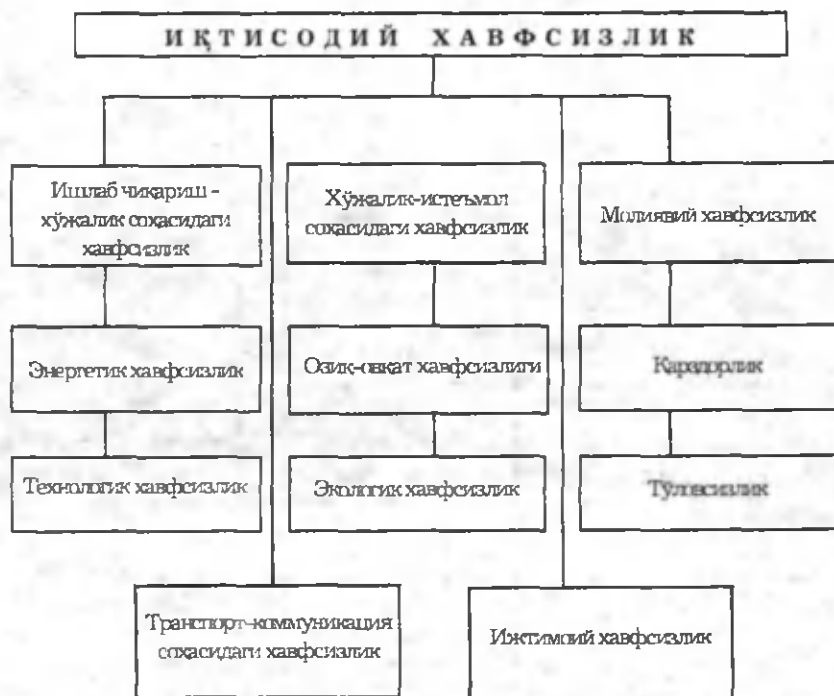 ИҚТИСОДИЙ ХАВФСИЗЛИК
Ишлаб чиқариш -
хўжалик соҳасидаги
хавфсизлик
Хўжалик-истеъмол
соҳасидаги хавфсизлик
Молиявий хавфсизлик
Энергетик хавфсизлик
Озиқ-овқат хавфсизлиги
Қарздорлик
Технологик хавфсизлик
Экологик хавфсизлик
Тўловсизлик
Транспорт-коммуникация
соҳасидаги хавфсизлик
Ижтимоий хавфсизлик